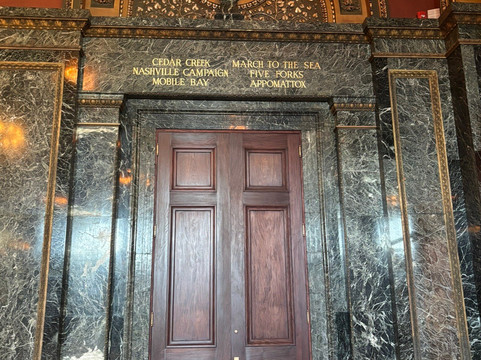 CEDAR CREEK
NASHVILLE CAMPAIGN
MOBILE BAY
MARCH TO THE SEA
FIVE FORKS
APPOMATTOX